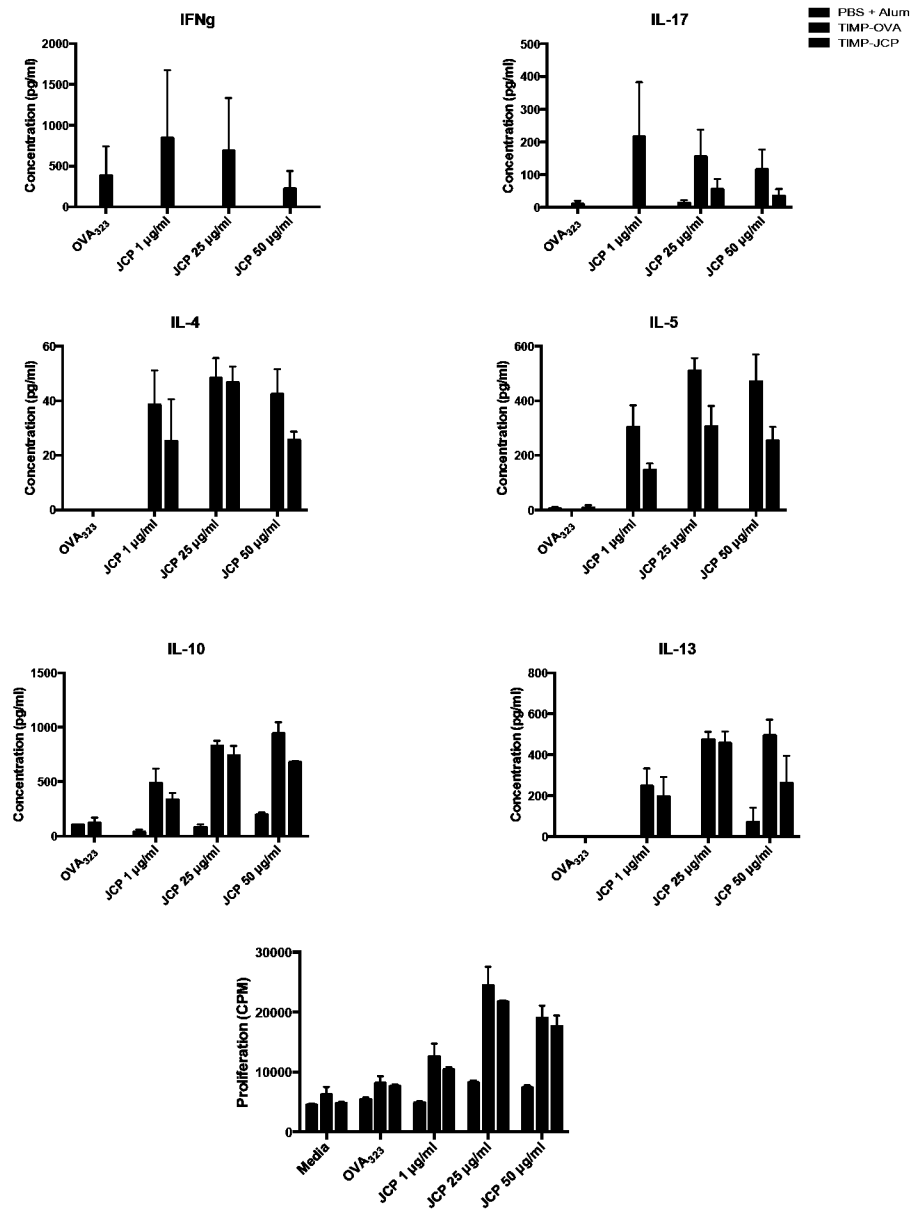 IFNg
Concentration (pg/ml)
2000
1500
1000
500
0
OVA323
JCP 1 µg/ml
JCP 25 µg/ml
JCP 50 µg/ml
IL-17
PBS + Alum
TIMP-OVA
TIMP-JCP
Concentration (pg/ml)
500
400
300
200
100
0
OVA323
JCP 1 µg/ml
JCP 25 µg/ml
JCP 50 µg/ml
IL-4
Concentration (pg/ml)
60
40
20
0
OVA323
JCP 1 µg/ml
JCP 25 µg/ml
JCP 50 µg/ml
IL-5
Concentration (pg/ml)
600
400
200
0
OVA323
JCP 1 µg/ml
JCP 25 µg/ml
JCP 50 µg/ml
IL-10
Concentration (pg/ml)
1500
1000
500
0
OVA323
JCP 1 µg/ml
JCP 25 µg/ml
JCP 50 µg/ml
IL-13
Concentration (pg/ml)
800
600
400
200
0
OVA323
JCP 1 µg/ml
JCP 25 µg/ml
JCP 50 µg/ml
Proliferation (CPM)
30000
20000
10000
0
Media
OVA323
JCP 1 µg/ml
JCP 25 µg/ml
JCP 50 µg/ml